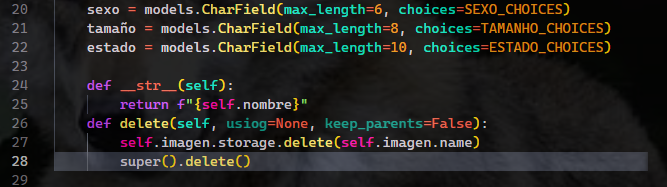 20 sexo = models.CharField(max_length=6, choices=SEXO_CHOICES)
21 tamaño = models.CharField(max_length=8, choices=TAMANHO_CHOICES)
22 estado = models.CharField(max_length=10, choices=ESTADO_CHOICES)
23
24 def __str__(self):
25 return f"{self.nombre}"
26 def delete(self, usiog=None, keep_parents=False):
27 self.imagen.storage.delete(self.imagen.name)
28 super().delete()
29